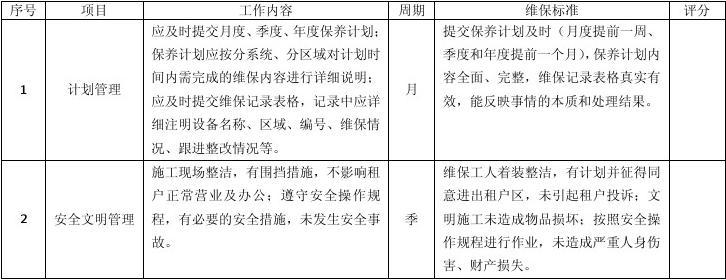 序号 项目 工作内容 周期 维保标准 评分
1 计划管理 月
应及时提交月度、季度、年度保养计划；
保养计划应按分系统、分区域对计划时
间内需完成的维保内容进行详细说明；
应及时提交维保记录表格，记录中应详
细注明设备名称、区域、编号、维保情
况、跟进整改情况等。
提交保养计划及时（月度提前一周、
季度和年度提前一个月），保养计划内
容全面、完整，维保记录表格真实有
效，能反映事情的本质和处理结果。
2 安全文明管理 季
施工现场整洁，有围挡措施，不影响租
户正常营业及办公；遵守安全操作规
程，有必要的安全措施，未发生安全事
故。
维保工人着装整洁，有计划并征得同
意进出租户区，未引起租户投诉；文
明施工未造成物品损坏；按照安全操
作规程进行作业，未造成严重人身伤
害、财产损失。